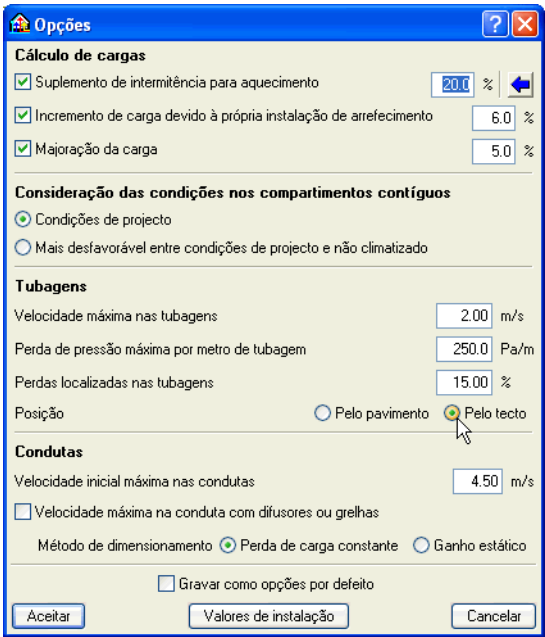 Opções
Cálculo de cargas
Suplemento de intermitência para aquecimento 20.0 %
Incremento de carga devido à própria instalação de arrefecimento 6.0 %
Majoração da carga 5.0 %
Consideração das condições nos compartimentos contíguos
Condições de projecto
Mais desfavorável entre condições de projecto e não climatizado
Tubagens
Velocidade máxima nas tubagens 2.00 m/s
Perda de pressão máxima por metro de tubagem 250.0 Pa/m
Perdas localizadas nas tubagens 15.00 %
Posição Pelo pavimento Pelo tecto
Condutas
Velocidade inicial máxima nas condutas 4.50 m/s
Velocidade máxima na conduta com difusores ou grelhas
Método de dimensionamento Perda de carga constante Ganho estático
Gravar como opções por defeito
Aceitar Valores de instalação Cancelar